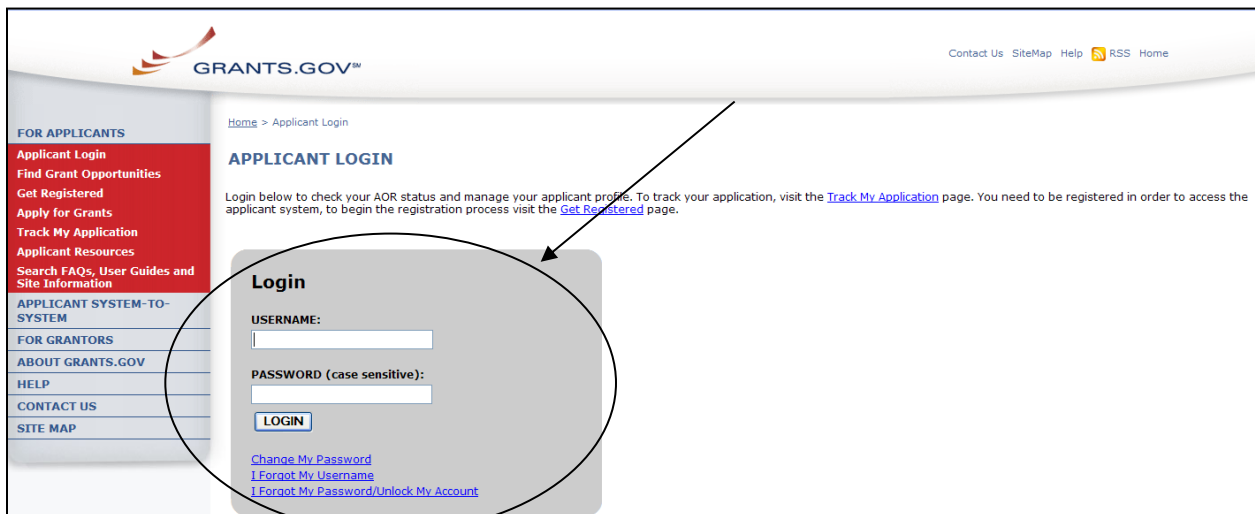 GRANTS.GOV℠
Contact Us SiteMap Help RSS Home
FOR APPLICANTS
Applicant Login
Find Grant Opportunities
Get Registered
Apply for Grants
Track My Application
Applicant Resources
Search FAQs, User Guides and
Site Information
APPLICANT SYSTEM-TO-
SYSTEM
FOR GRANTORS
ABOUT GRANTS.GOV
HELP
CONTACT US
SITE MAP
Home > Applicant Login
APPLICANT LOGIN
Login below to check your AOR status and manage your applicant profile. To track your application, visit the Track My Application page. You need to be registered in order to access the
applicant system, to begin the registration process visit the Get Registered page.
Login
USERNAME:
PASSWORD (case sensitive):
LOGIN
Change My Password
I Forgot My Username
I Forgot My Password/Unlock My Account